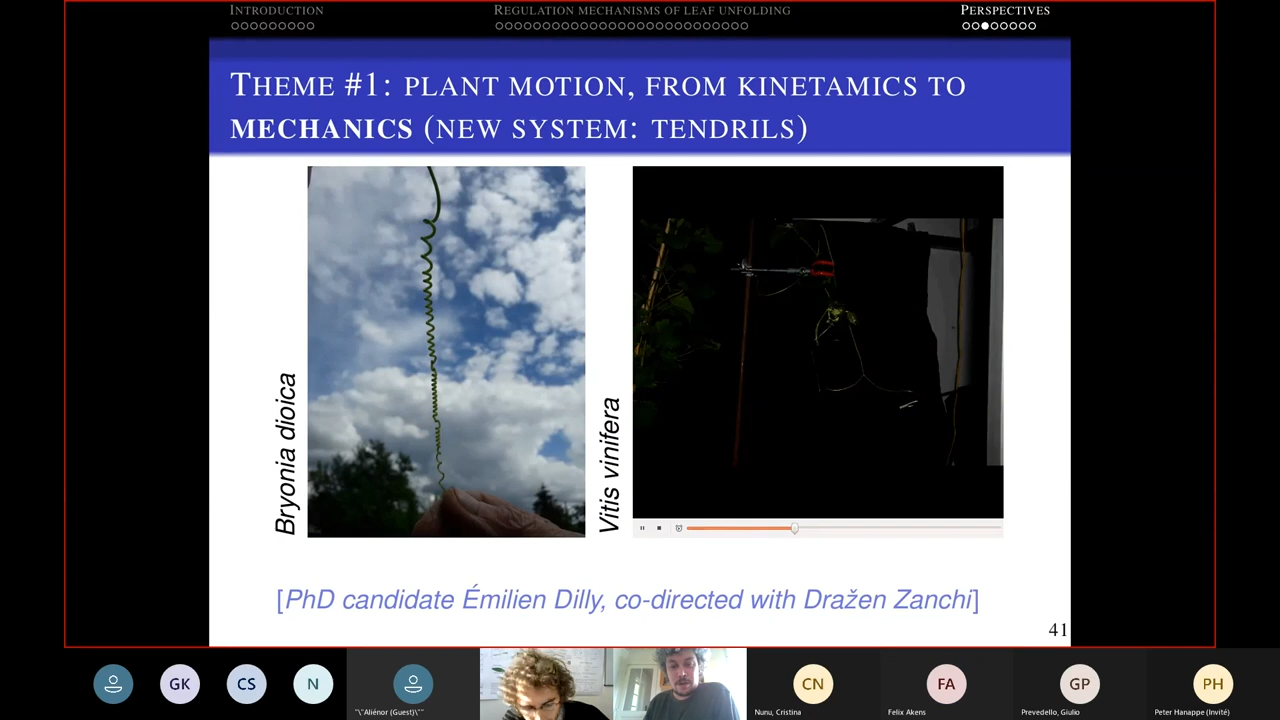 INTRODUCTION
REGULATION MECHANISMS OF LEAF UNFOLDING
PERSPECTIVES
THEME #1: PLANT MOTION, FROM KINETAMICS TO
MECHANICS (NEW SYSTEM: TENDRILS)
Bryonia dioica
Vitis vinifera
[PhD candidate Émilien Dilly, co-directed with Dražen Zanchi]
41
GK
CS
N
"\"Aliénor (Guest)\""
CN
Nunu, Cristina
FA
Felix Akens
GP
Prevedello, Giulio
PH
Peter Hanappe (Invité)